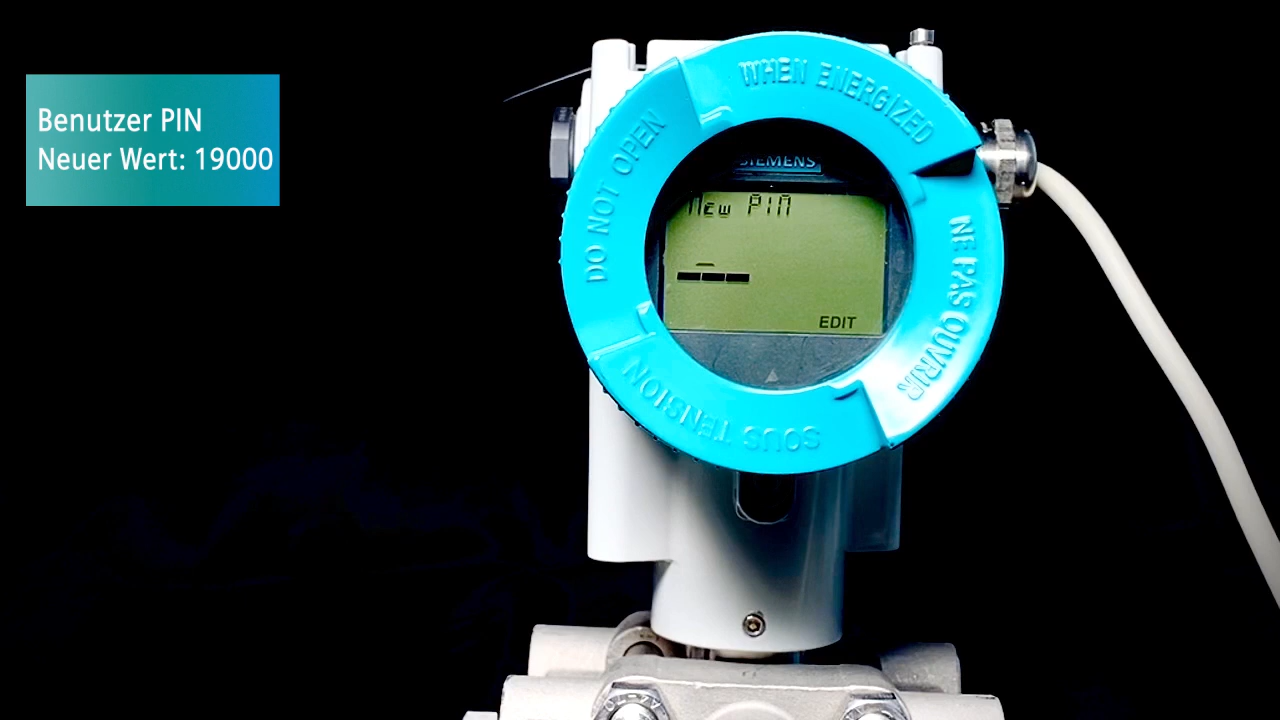 Benutzer PIN
Neuer Wert: 19000
WHEN ENERGIZED
DO NOT OPEN
SIEMENS
New PIN
EDIT
NE PAS OUVRIR
SOUS TENSION